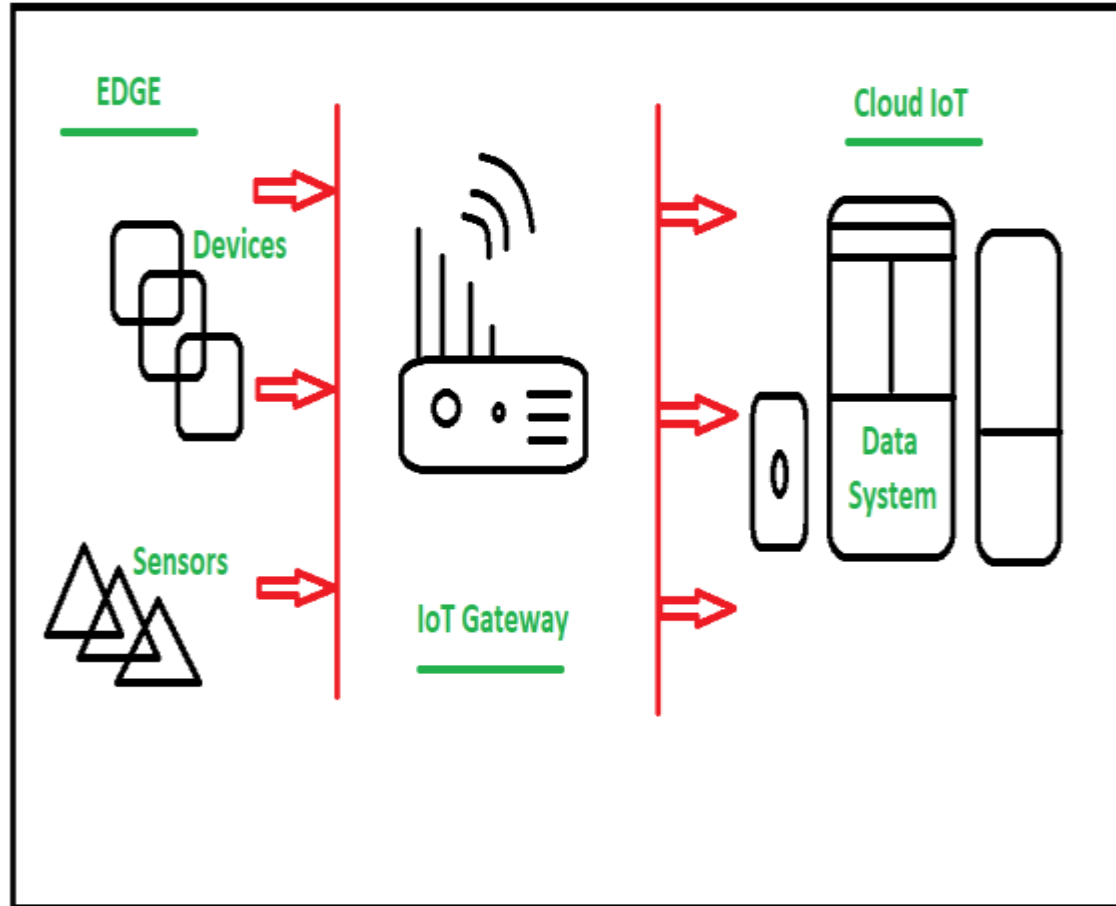 EDGE
Cloud IoT
Devices
Data
System
Sensors
IoT Gateway